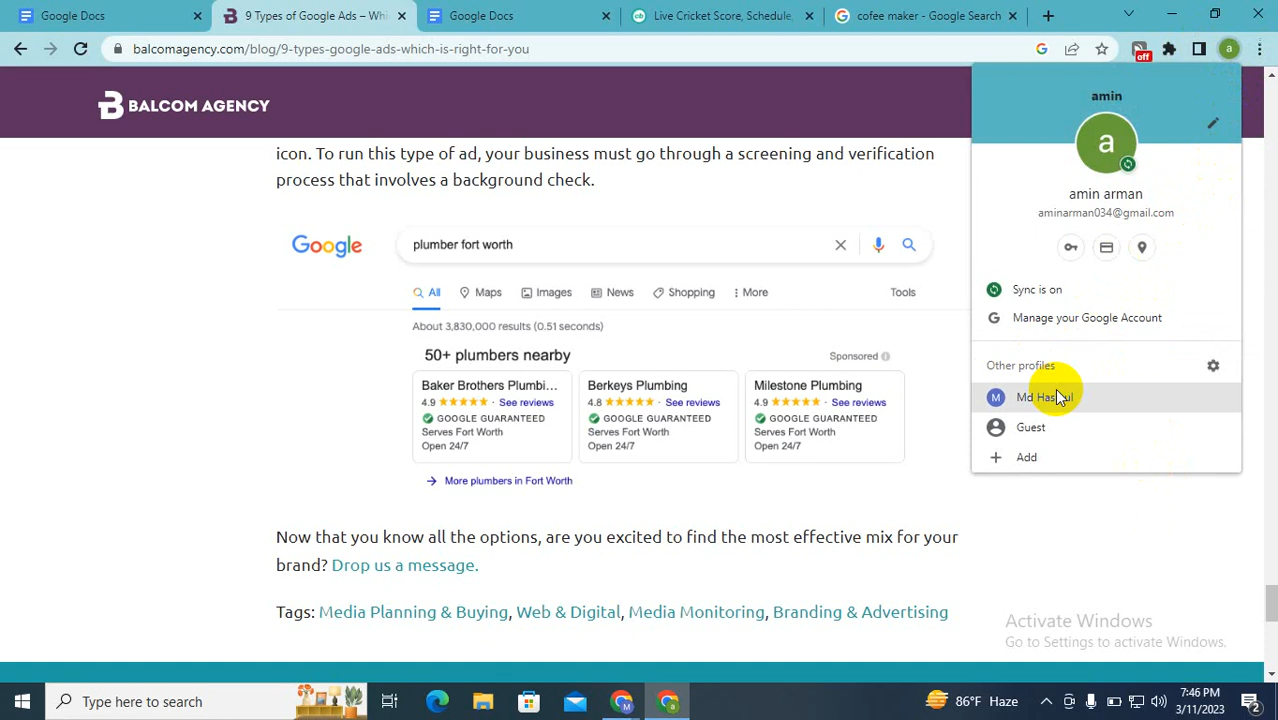 Google Docs
9 Types of Google Ads – Whi
Google Docs
Live Cricket Score, Schedule,
cofee maker - Google Search
balcomagency.com/blog/9-types-google-ads-which-is-right-for-you
off
a
BALCOM AGENCY
icon. To run this type of ad, your business must go through a screening and verification
process that involves a background check.
Google
plumber fort worth
All
Maps
Images
News
Shopping
More
Tools
About 3,830,000 results (0.51 seconds)
50+ plumbers nearby
Sponsored
Baker Brothers Plumbi...
4.9 See reviews
GOOGLE GUARANTEED
Serves Fort Worth
Open 24/7
Berkeys Plumbing
4.8 See reviews
GOOGLE GUARANTEED
Serves Fort Worth
Open 24/7
Milestone Plumbing
4.9 See reviews
GOOGLE GUARANTEED
Serves Fort Worth
Open 24/7
More plumbers in Fort Worth
Now that you know all the options, are you excited to find the most effective mix for your
brand? Drop us a message.
Tags: Media Planning & Buying, Web & Digital, Media Monitoring, Branding & Advertising
amin
a
amin arman
aminarman034@gmail.com
Sync is on
G Manage your Google Account
Other profiles
M Md
Guest
Add
Activate Windows
Go to Settings to activate Windows.
Type here to search
M
a
86°F Haze
7:46 PM
3/11/2023
2